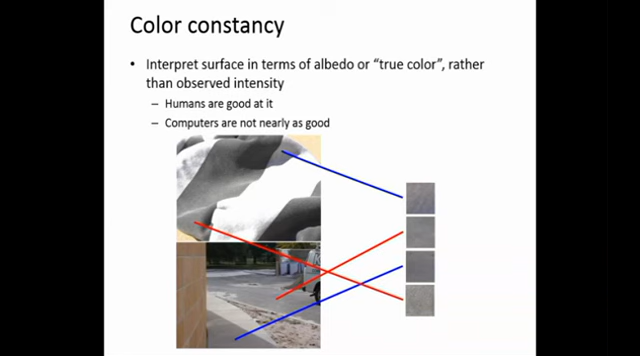 Color constancy
• Interpret surface in terms of albedo or “true color”, rather
than observed intensity
– Humans are good at it
– Computers are not nearly as good